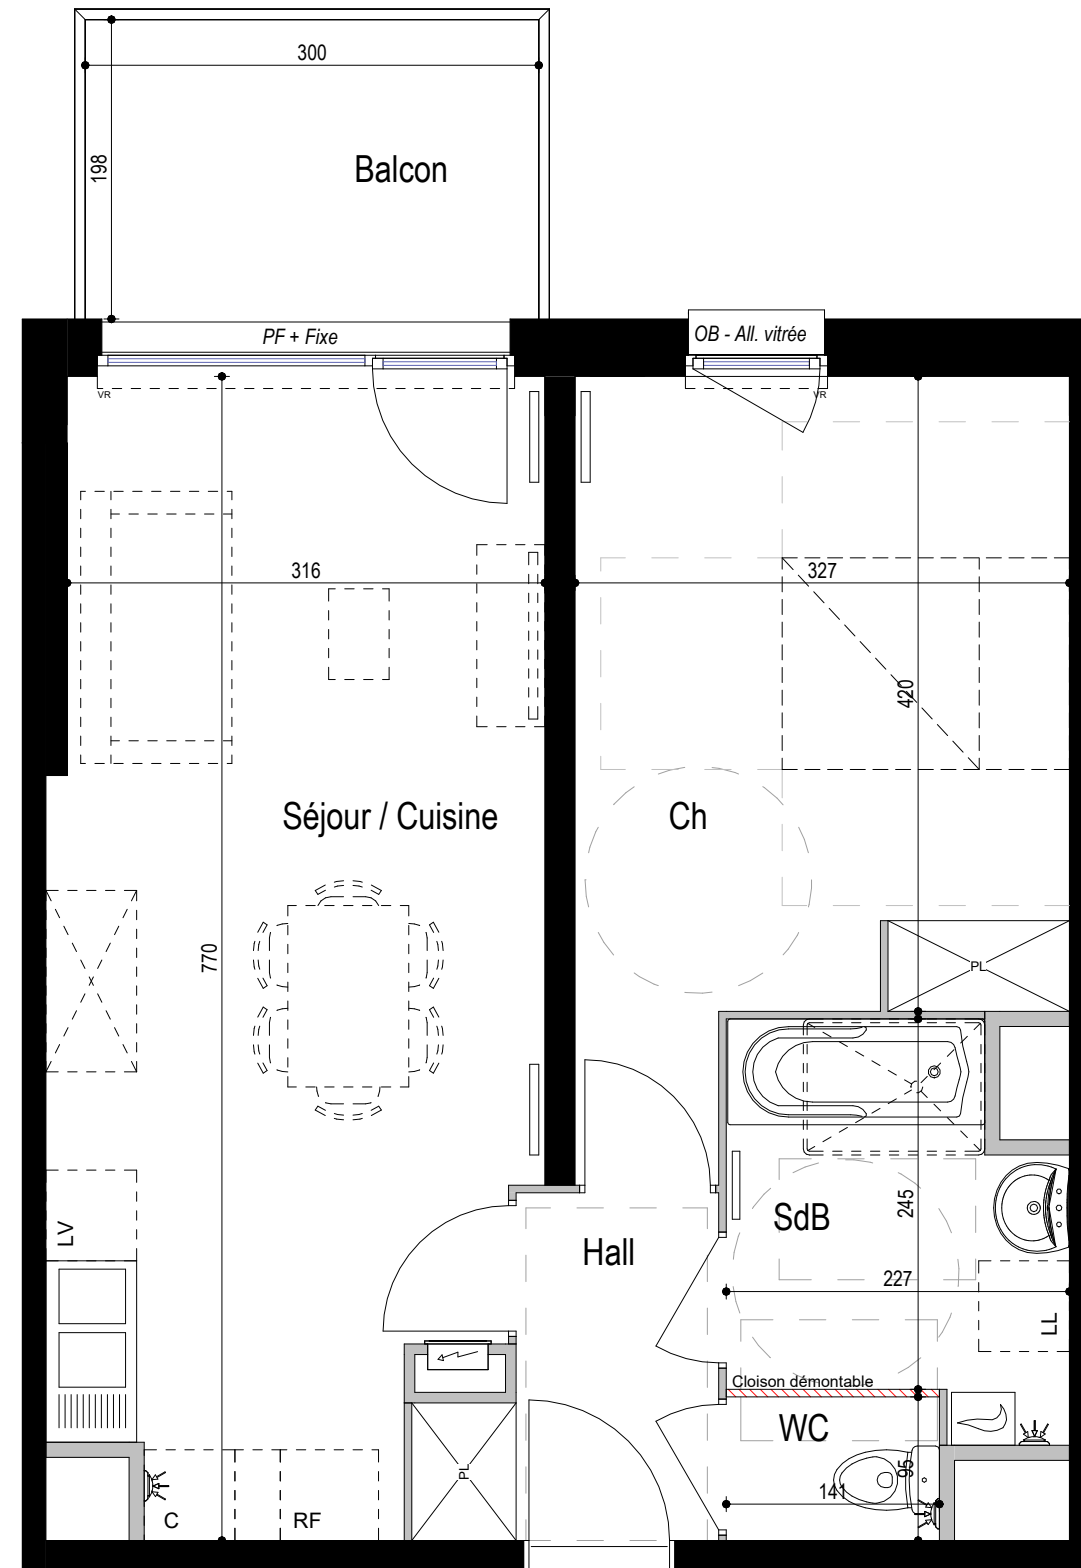 300
198
Balcon
PF + Fixe
OB - All. vitrée
VR
VR
316
327
420
Séjour / Cuisine
Ch
770
PL
LV
SdB
245
Hall
227
LL
Cloison démontable
WC
95
141
PL
C
RF